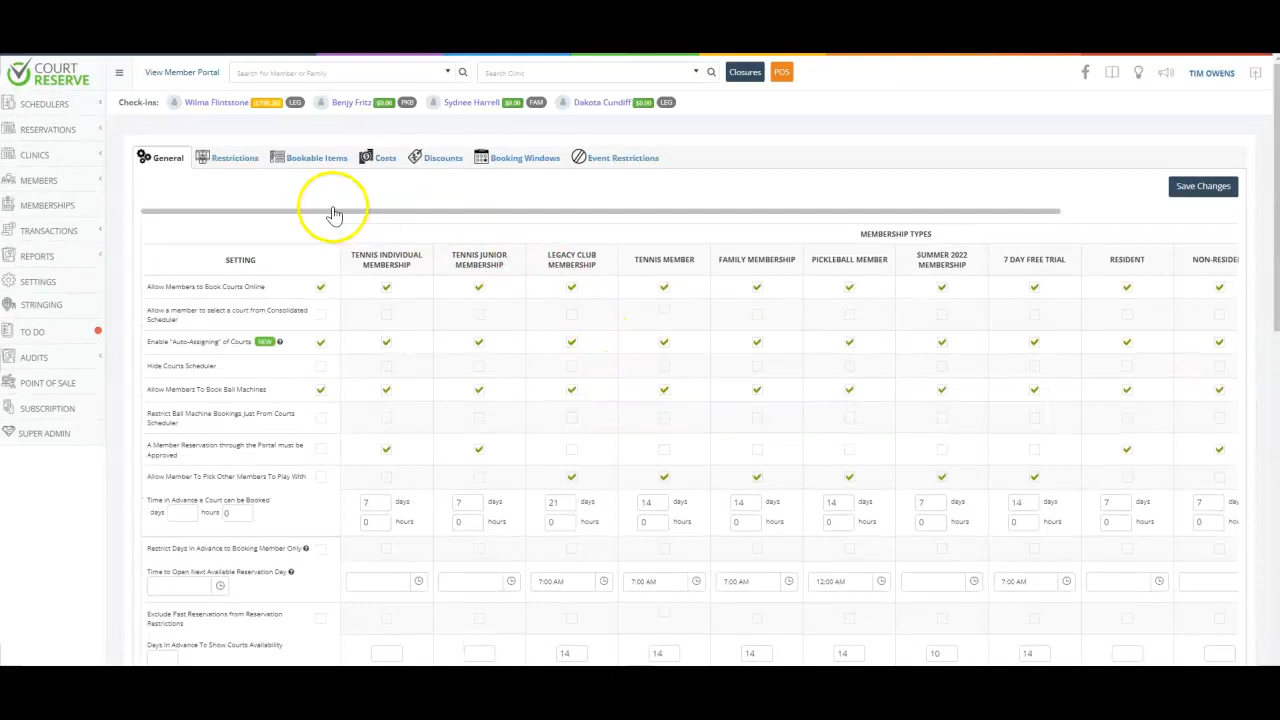 COURT RESERVE
View Member Portal
Search for Member or Family
Search Clinic
Closures
POS
TIM OWENS
Check-ins:
Wilma Flintstone
LEG
Benjy Fritz $0.00 PKB
Sydnee Harrell $0.00 FAM
Dakota Cundiff $0.00 LEG
SCHEDULERS
RESERVATIONS
CLINICS
MEMBERS
MEMBERSHIPS
TRANSACTIONS
REPORTS
SETTINGS
STRINGING
TO DO
AUDITS
POINT OF SALE
SUBSCRIPTION
SUPER ADMIN
General
Restrictions
Bookable Items
Costs
Discounts
Booking Windows
Event Restrictions
Save Changes
MEMBERSHIP TYPES
SETTING
TENNIS INDIVIDUAL MEMBERSHIP
TENNIS JUNIOR MEMBERSHIP
LEGACY CLUB MEMBERSHIP
TENNIS MEMBER
FAMILY MEMBERSHIP
PICKLEBALL MEMBER
SUMMER 2022 MEMBERSHIP
7 DAY FREE TRIAL
RESIDENT
NON-RESIDE
Allow Members to Book Courts Online
Allow a member to select a court from Consolidated
Scheduler
Enable "Auto-Assigning" of Courts NEW
Hide Courts Scheduler
Allow Members To Book Ball Machines
Restrict Ball Machine Bookings Just From Courts
Scheduler
A Member Reservation through the Portal must be
Approved
Allow Member To Pick Other Members To Play With
Time in Advance a Court can be Booked
days hours 0
7 days 7 days 21 days 14 days 14 days 14 days 7 days 14 days 7 days 7 day
0 hours 0 hours 0 hours 0 hours 0 hours 0 hours 0 hours 0 hours 0 hours 0 hou
Restrict Days in Advance to Booking Member Only
Time to Open Next Available Reservation Day
7:00 AM 7:00 AM 7:00 AM 12:00 AM 7:00 AM
Exclude Past Reservations from Reservation
Restrictions
Days In Advance To Show Courts Availability
14 14 14 14 10 14